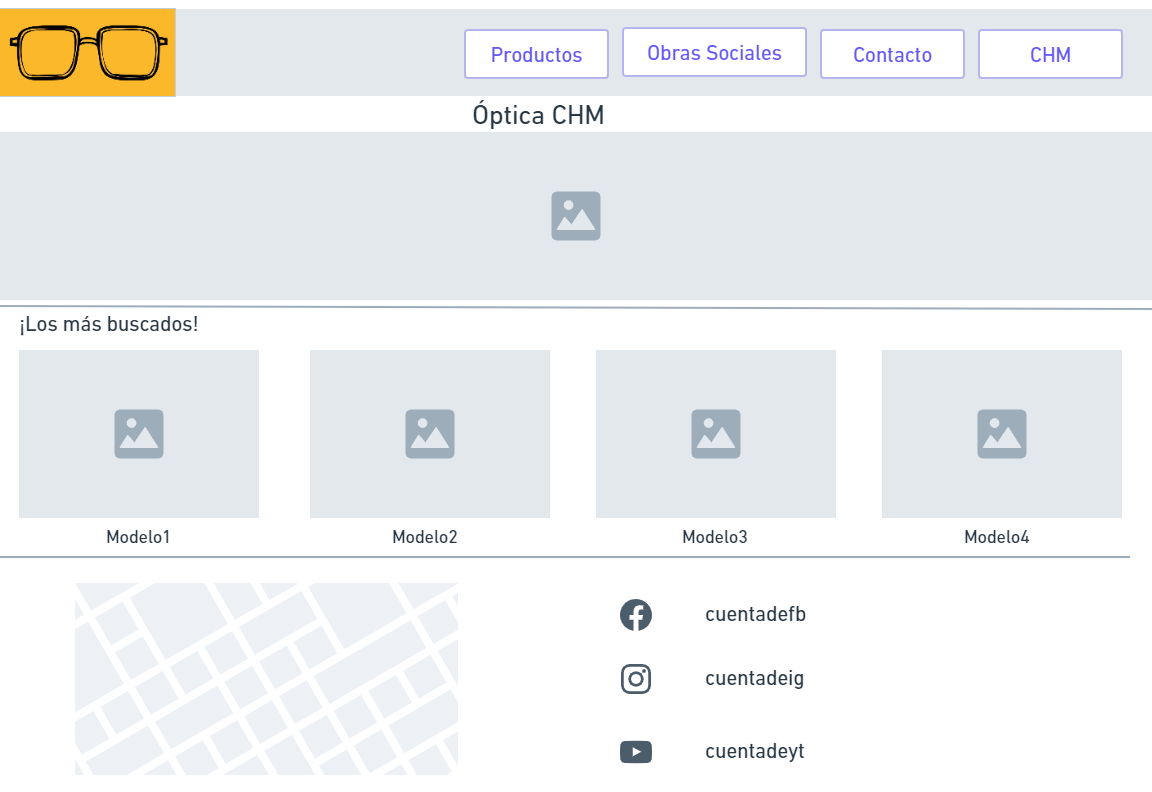 Productos
Obras Sociales
Contacto
CHM
Óptica CHM
¡Los más buscados!
Modelo1
Modelo2
Modelo3
Modelo4
cuentadefb
cuentadeig
cuentadeyt